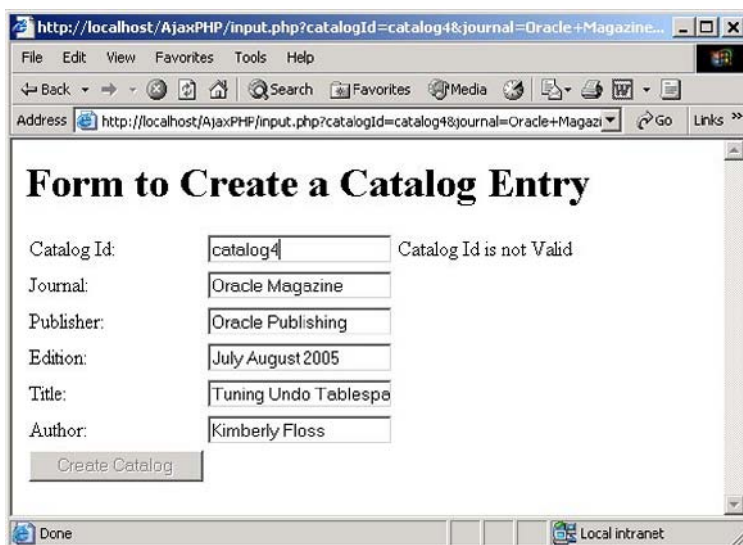 http://localhost/AjaxPHP/input.php?catalogId=catalog4&journal=Oracle+Magazine...
File Edit View Favorites Tools Help
Back Search Favorites Media
Address http://localhost/AjaxPHP/input.php?catalogId=catalog4&journal=Oracle+Magazi Go Links »
Form to Create a Catalog Entry
Catalog Id: catalog4 Catalog Id is not Valid
Journal: Oracle Magazine
Publisher: Oracle Publishing
Edition: July August 2005
Title: Tuning Undo Tablespa
Author: Kimberly Floss
Create Catalog
Done Local intranet